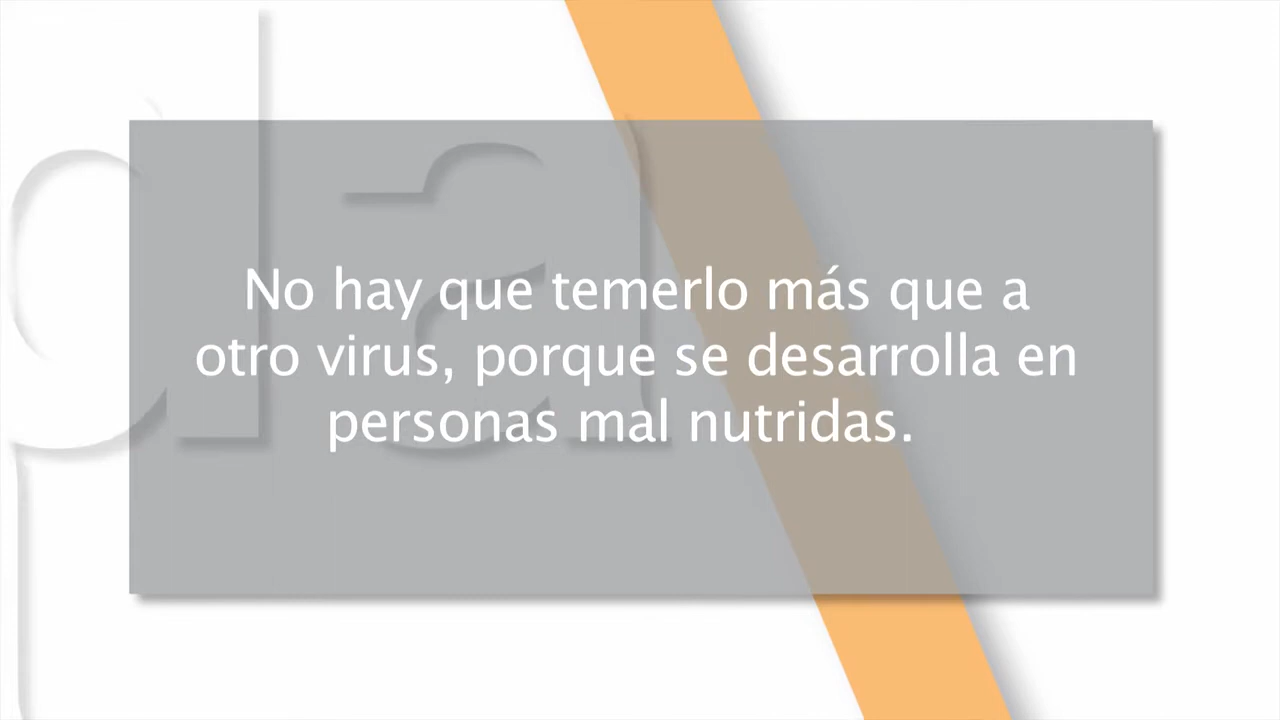 No hay que temerlo más que a
otro virus, porque se desarrolla en
personas mal nutridas.